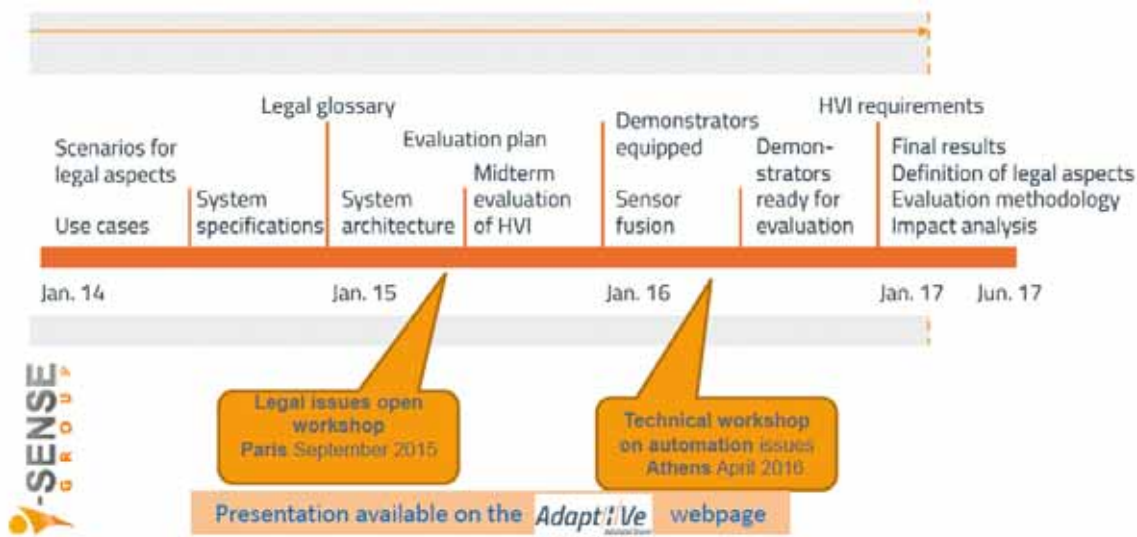 Legal glossary
HVI requirements
Scenarios for
legal aspects
Evaluation plan
Demonstrators
equipped
Use cases
System
specifications
System
architecture
Midterm
evaluation
of HVI
Sensor
fusion
Demon-
strators
ready for
evaluation
Final results
Definition of legal aspects
Evaluation methodology
Impact analysis
Jan. 14
Jan. 15
Jan. 16
Jan. 17
Jun. 17
Legal issues open
workshop
Paris September 2015
Technical workshop
on automation issues
Athens April 2016
-SENSE
GROUP
Presentation available on the AdaptIVe webpage